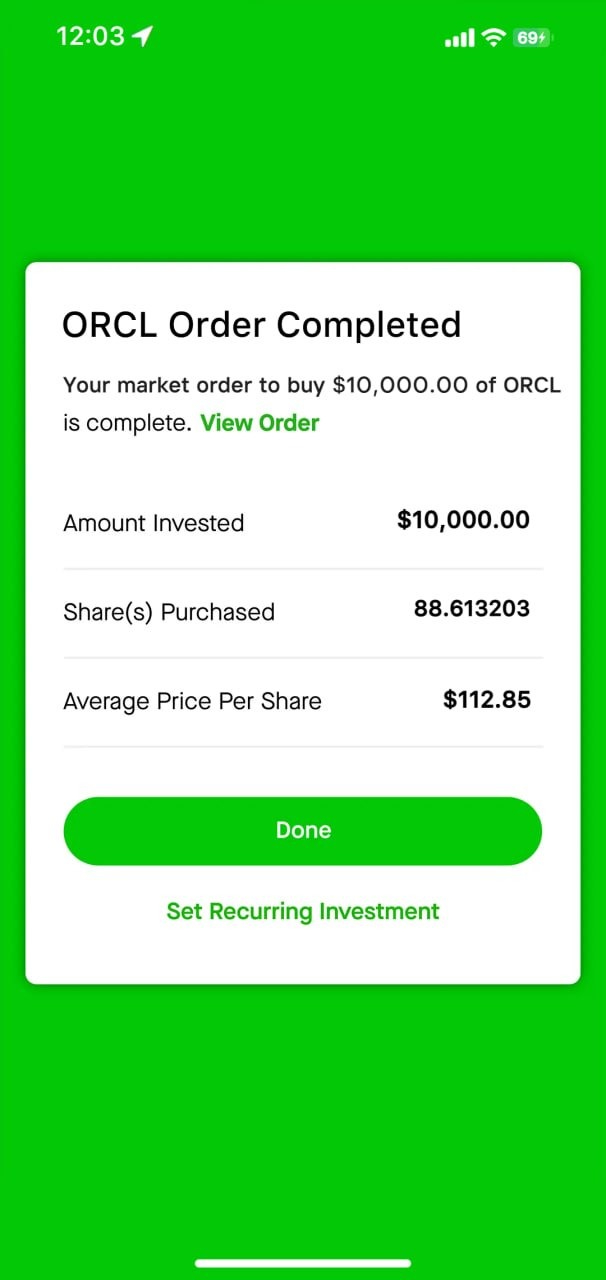 12:03
69
ORCL Order Completed
Your market order to buy $10,000.00 of ORCL
is complete. View Order
Amount Invested $10,000.00
Share(s) Purchased 88.613203
Average Price Per Share $112.85
Done
Set Recurring Investment